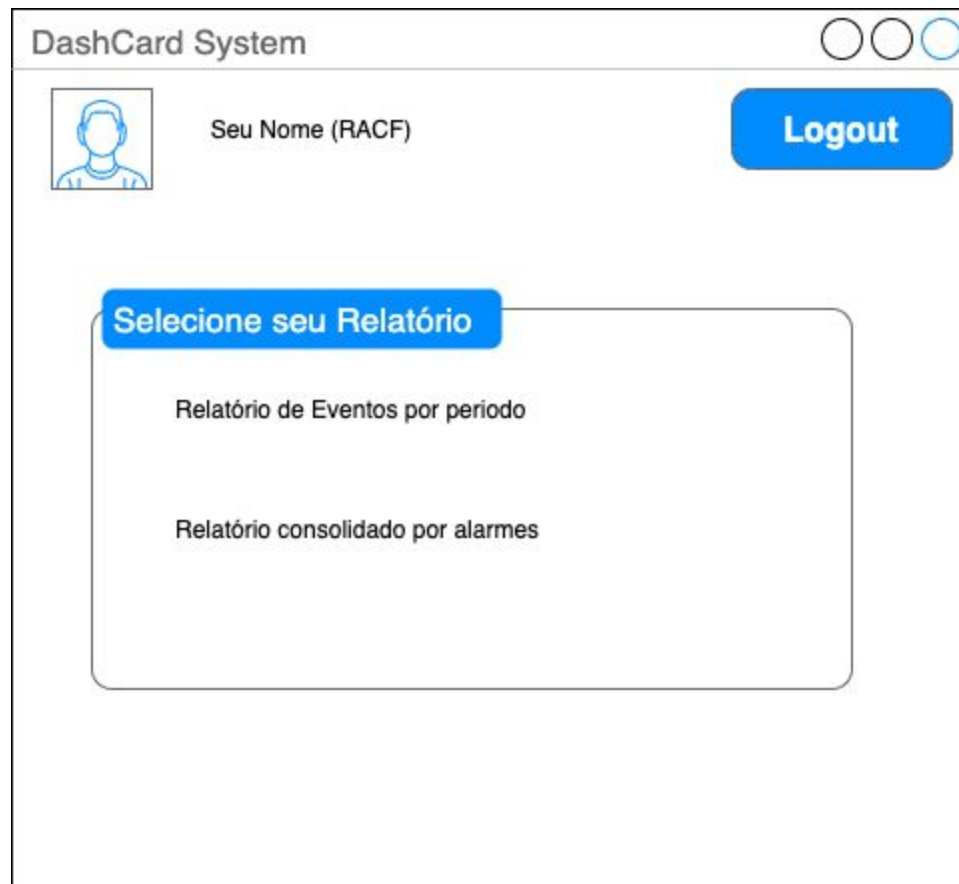 DashCard System
Seu Nome (RACF)
Logout
Selecione seu Relatório
Relatório de Eventos por periodo
Relatório consolidado por alarmes